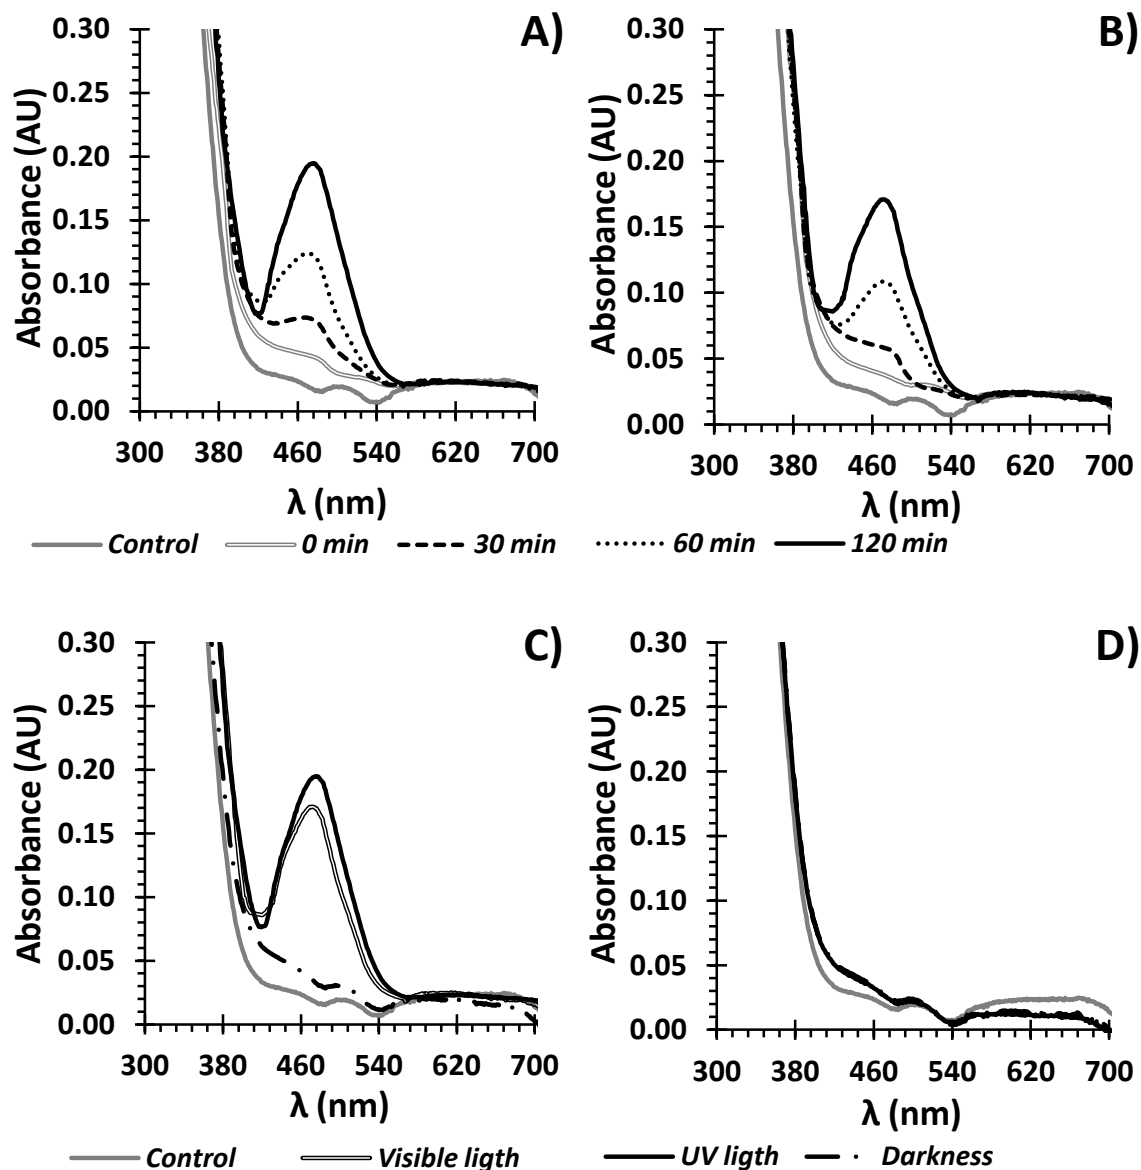 A)
0.30
0.25
0.20
0.15
0.10
0.05
0.00
Absorbance (AU)
300 380 460 540 620 700
λ (nm)
B)
0.30
0.25
0.20
0.15
0.10
0.05
0.00
Absorbance (AU)
300 380 460 540 620 700
λ (nm)
Control 0 min 30 min 60 min 120 min
C)
0.30
0.25
0.20
0.15
0.10
0.05
0.00
Absorbance (AU)
300 380 460 540 620 700
λ (nm)
D)
0.30
0.25
0.20
0.15
0.10
0.05
0.00
Absorbance (AU)
300 380 460 540 620 700
λ (nm)
Control Visible ligth UV ligth Darkness